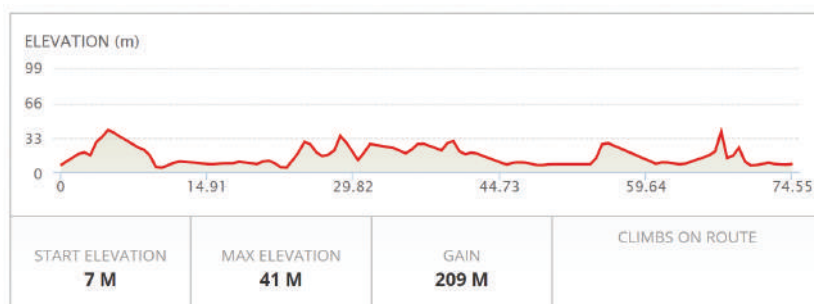 ELEVATION (m)
99
66
33
0
0 14.91 29.82 44.73 59.64 74.55
START ELEVATION MAX ELEVATION GAIN CLIMBS ON ROUTE
7 M 41 M 209 M